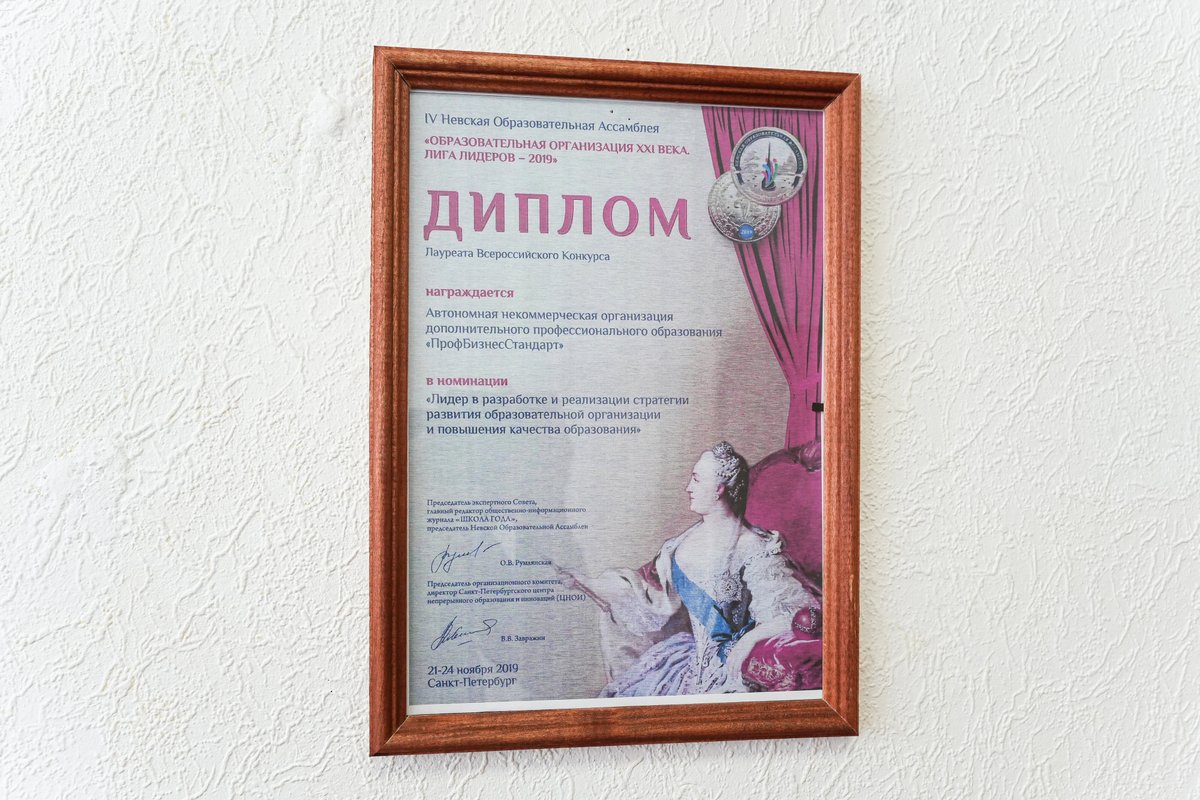 IV Невская Образовательная Ассамблея
«ОБРАЗОВАТЕЛЬНАЯ ОРГАНИЗАЦИЯ XXI ВЕКА.
ЛИГА ЛИДЕРОВ – 2019»
ДИПЛОМ
Лауреата Всероссийского Конкурса
награждается
Автономная некоммерческая организация
дополнительного профессионального образования
«ПрофБизнесСтандарт»
в номинации
«Лидер в разработке и реализации стратегии
развития образовательной организации
и повышения качества образования»
Председатель экспертного Совета,
главный редактор общественно-информационного
журнала «ШКОЛА ГОДА»,
председатель Невской Образовательной Ассамблеи
О.В. Румянская
Председатель организационного комитета,
директор Санкт-Петербургского центра
непрерывного образования и инноваций (ЦНОИ)
В.В. Завражин
21-24 ноября 2019
Санкт-Петербург